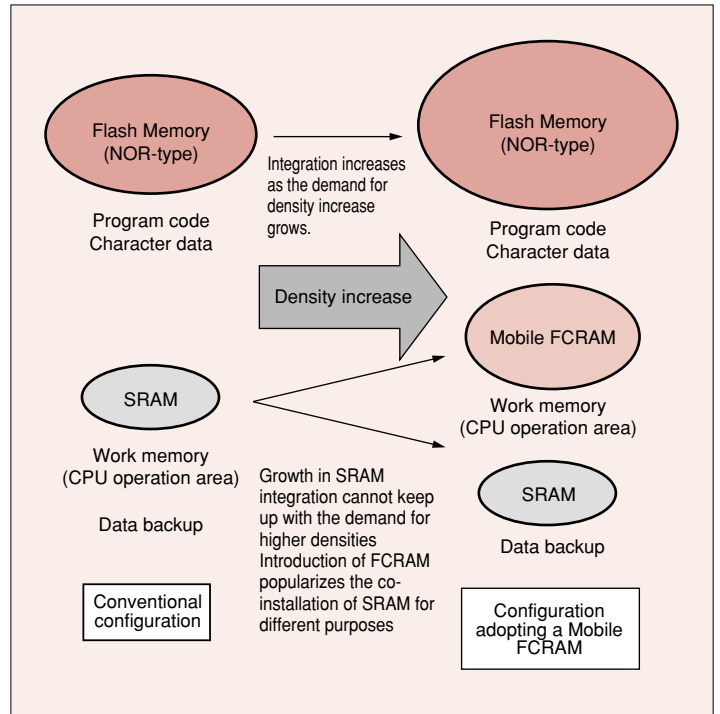 Flash Memory
(NOR-type)
Program code
Character data
Integration increases
as the demand for
density increase
grows.
Flash Memory
(NOR-type)
Program code
Character data
Density increase
Mobile FCRAM
Work memory
(CPU operation area)
SRAM
Work memory
(CPU operation area)
Data backup
Growth in SRAM
integration cannot keep
up with the demand for
higher densities
Introduction of FCRAM
popularizes the co-
installation of SRAM for
different purposes
SRAM
Data backup
Conventional
configuration
Configuration
adopting a Mobile
FCRAM